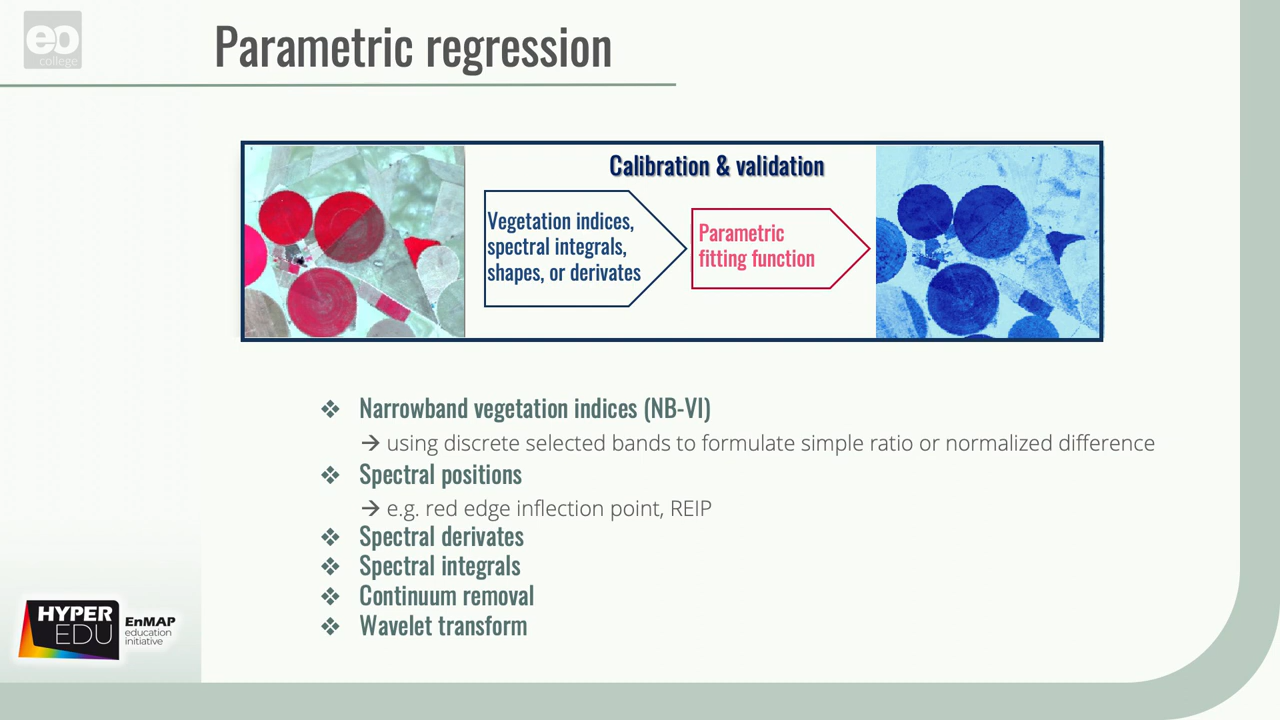 eo
college
Parametric regression
Calibration & validation
Vegetation indices,
spectral integrals,
shapes, or derivates
Parametric
fitting function
❖ Narrowband vegetation indices (NB-VI)
→ using discrete selected bands to formulate simple ratio or normalized difference
❖ Spectral positions
→ e.g. red edge inflection point, REIP
❖ Spectral derivates
❖ Spectral integrals
❖ Continuum removal
❖ Wavelet transform
HYPER
EDU
EnMAP
education
initiative